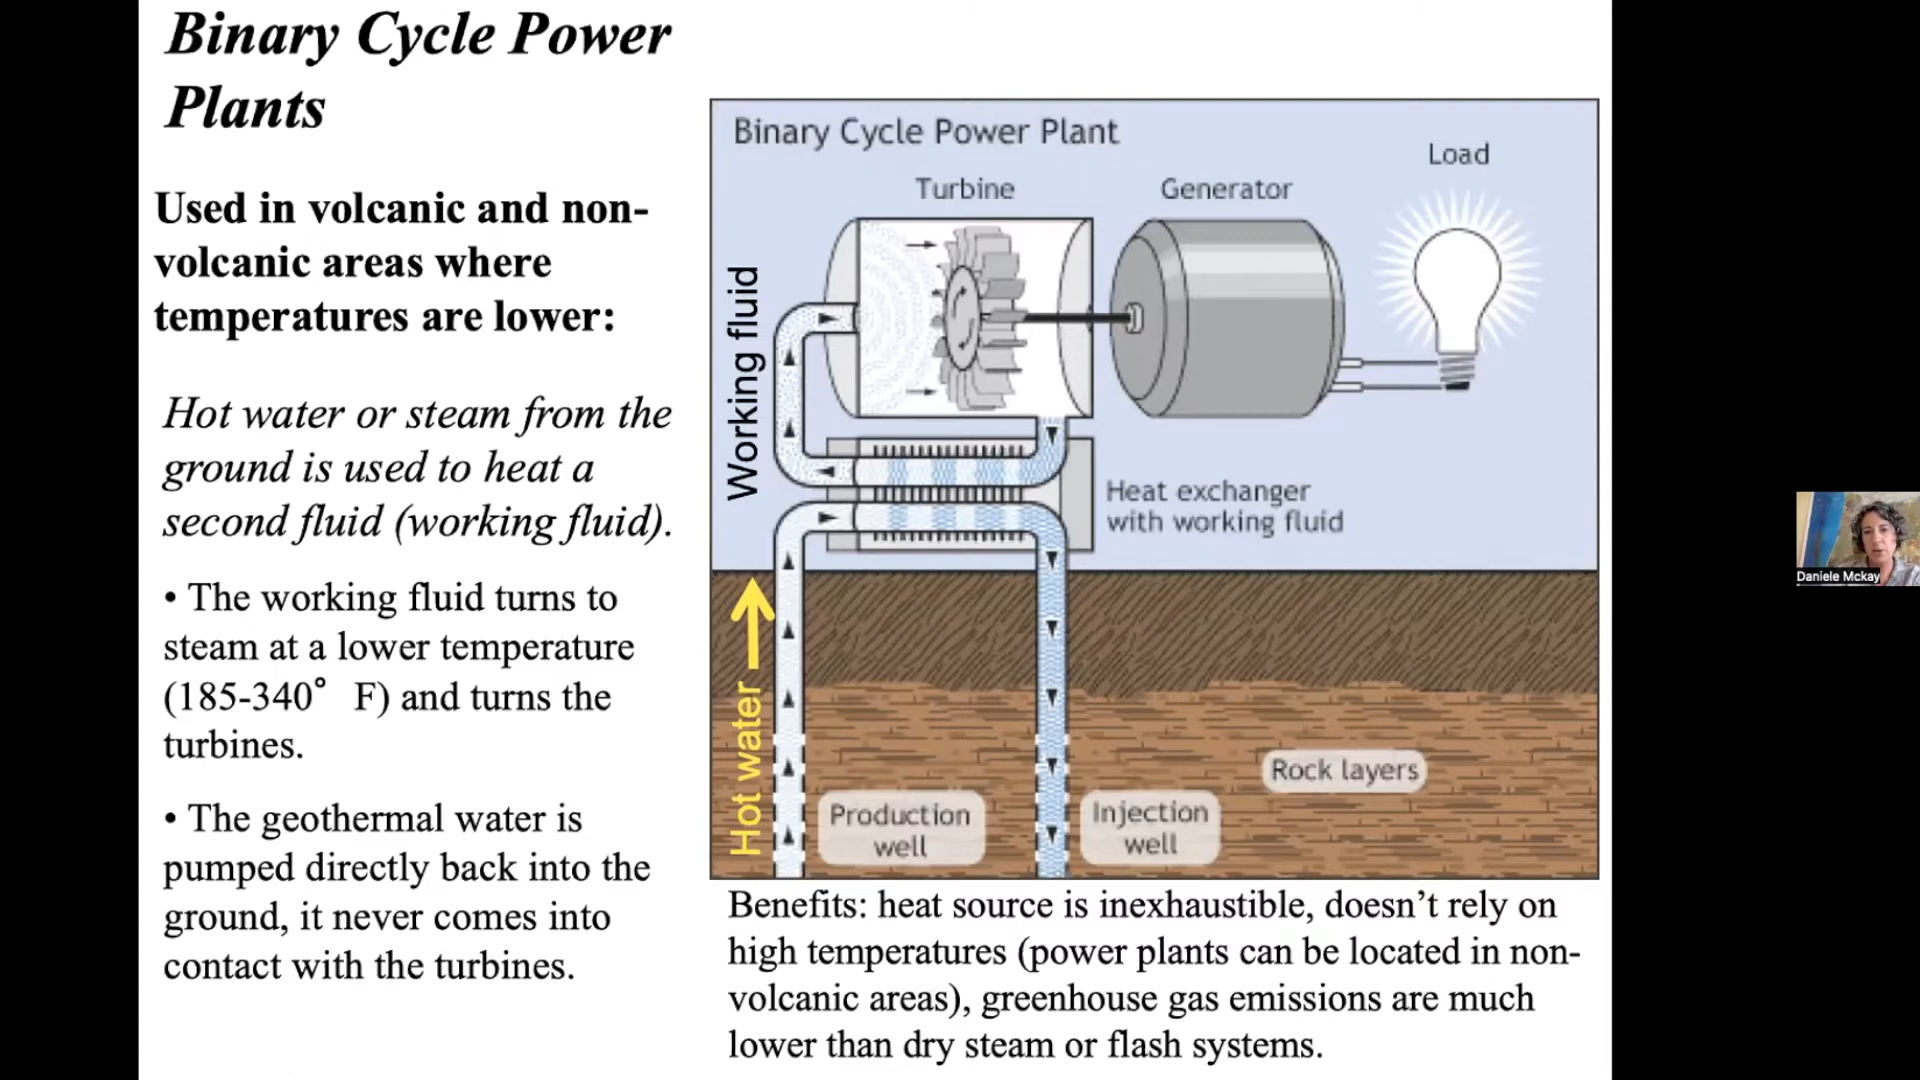 Binary Cycle Power
Plants
Used in volcanic and non-
volcanic areas where
temperatures are lower:
Hot water or steam from the
ground is used to heat a
second fluid (working fluid).
• The working fluid turns to
steam at a lower temperature
(185-340° F) and turns the
turbines.
• The geothermal water is
pumped directly back into the
ground, it never comes into
contact with the turbines.
Binary Cycle Power Plant
Load
Turbine
Generator
Working fluid
Heat exchanger
with working fluid
Hot water
Rock layers
Production
well
Injection
well
Benefits: heat source is inexhaustible, doesn’t rely on
high temperatures (power plants can be located in non-
volcanic areas), greenhouse gas emissions are much
lower than dry steam or flash systems.
Daniele Mckay